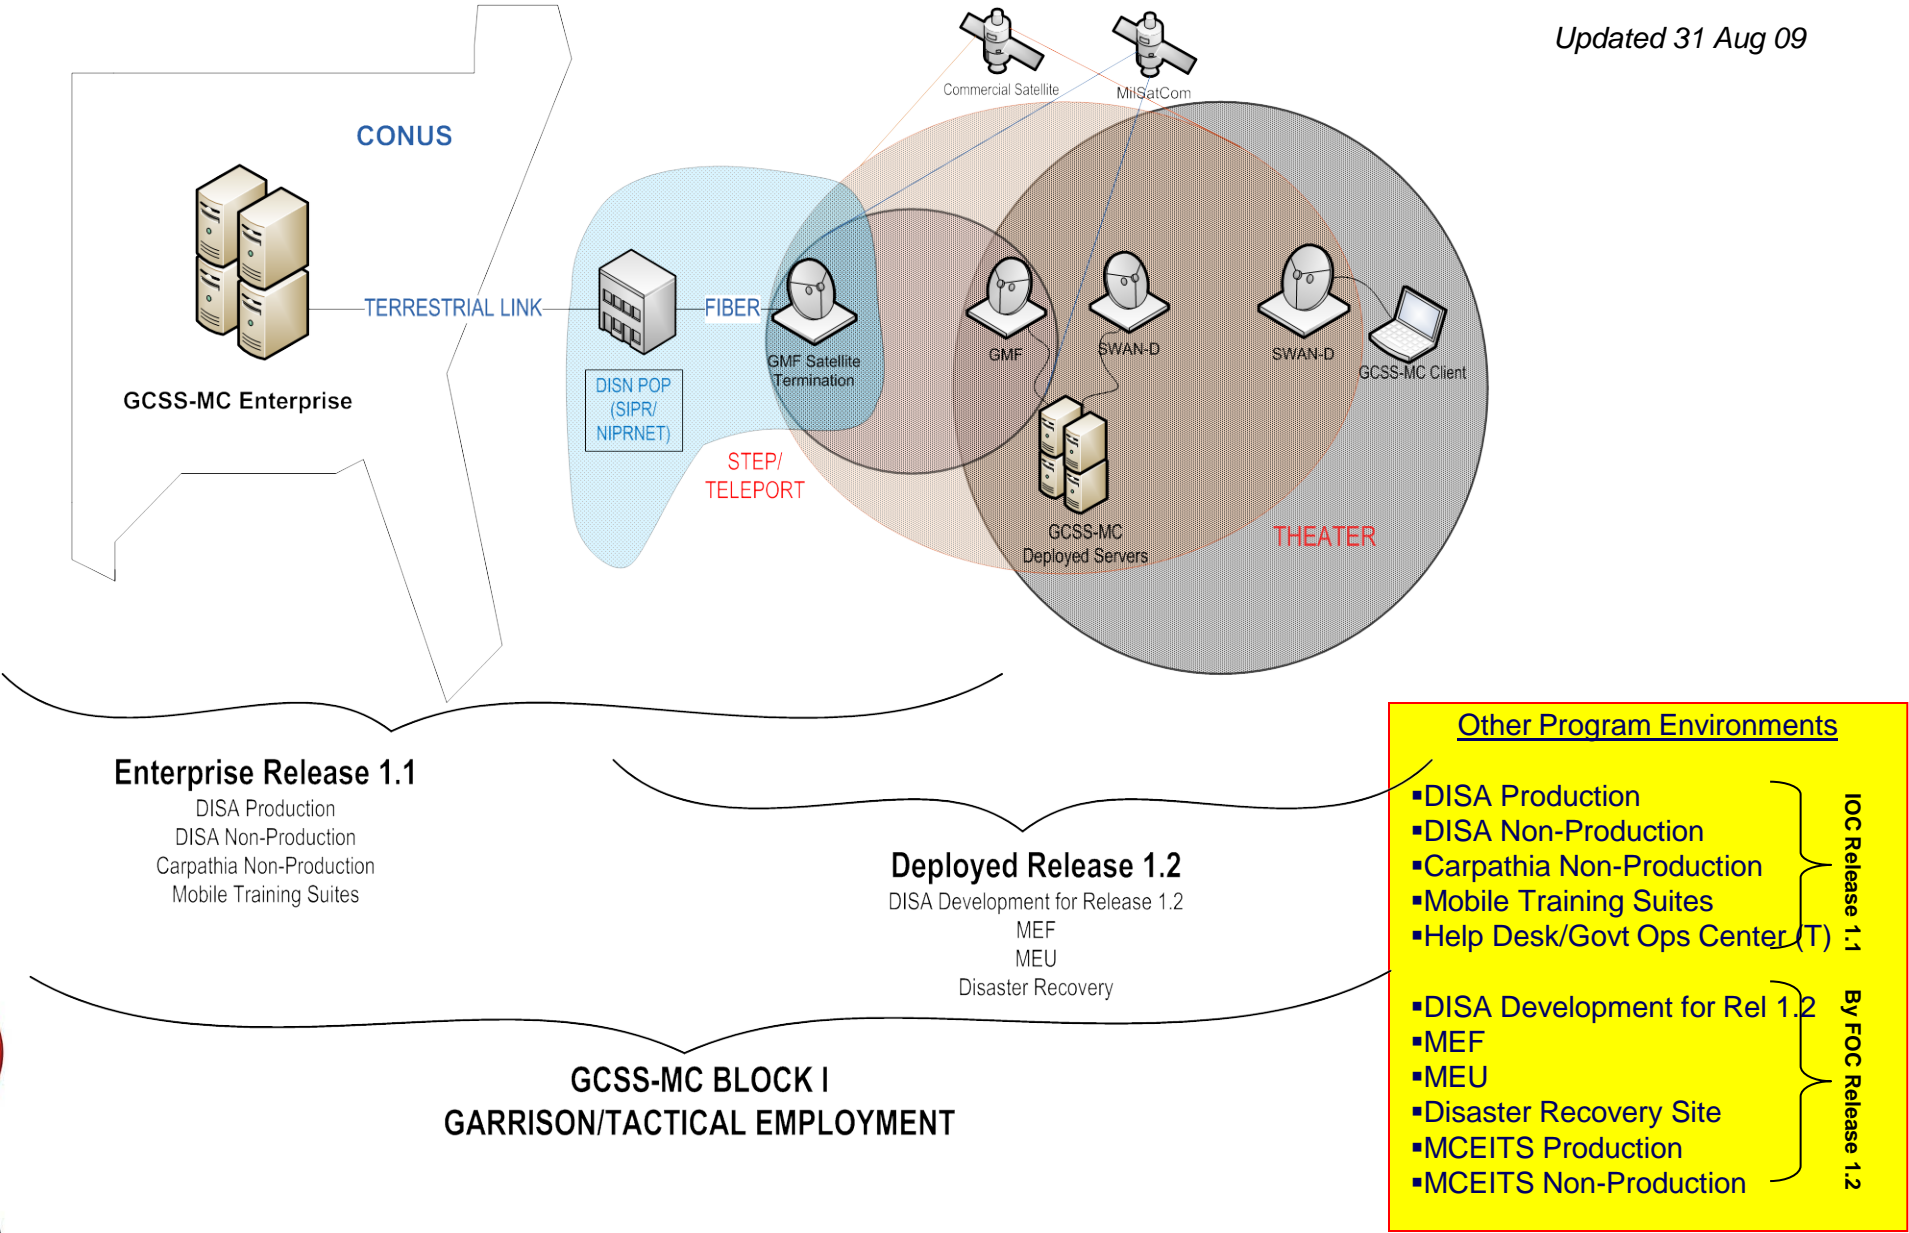 Updated 31 Aug 09
Commercial Satellite
MilSatCom
CONUS
TERRESTRIAL LINK
FIBER
GCSS-MC Enterprise
DISN POP
(SIPR/
NIPRNET)
GMF Satellite
Termination
GMF
SWAN-D
SWAN-D
GCSS-MC Client
STEP/
TELEPORT
GCSS-MC
Deployed Servers
THEATER
Enterprise Release 1.1
DISA Production
DISA Non-Production
Carpathia Non-Production
Mobile Training Suites
Deployed Release 1.2
DISA Development for Release 1.2
MEF
MEU
Disaster Recovery
GCSS-MC BLOCK I
GARRISON/TACTICAL EMPLOYMENT
Other Program Environments
▪DISA Production
▪DISA Non-Production
▪Carpathia Non-Production
▪Mobile Training Suites
▪Help Desk/Govt Ops Center (T)
IOC Release 1.1
▪DISA Development for Rel 1.2
▪MEF
▪MEU
▪Disaster Recovery Site
▪MCEITS Production
▪MCEITS Non-Production
By FOC Release 1.2